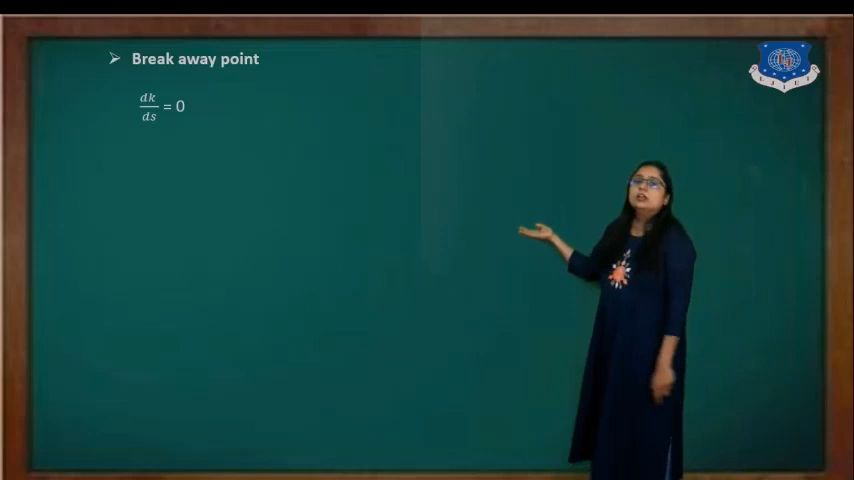 ➢ Break away point
dk/ds = 0
L J I E T